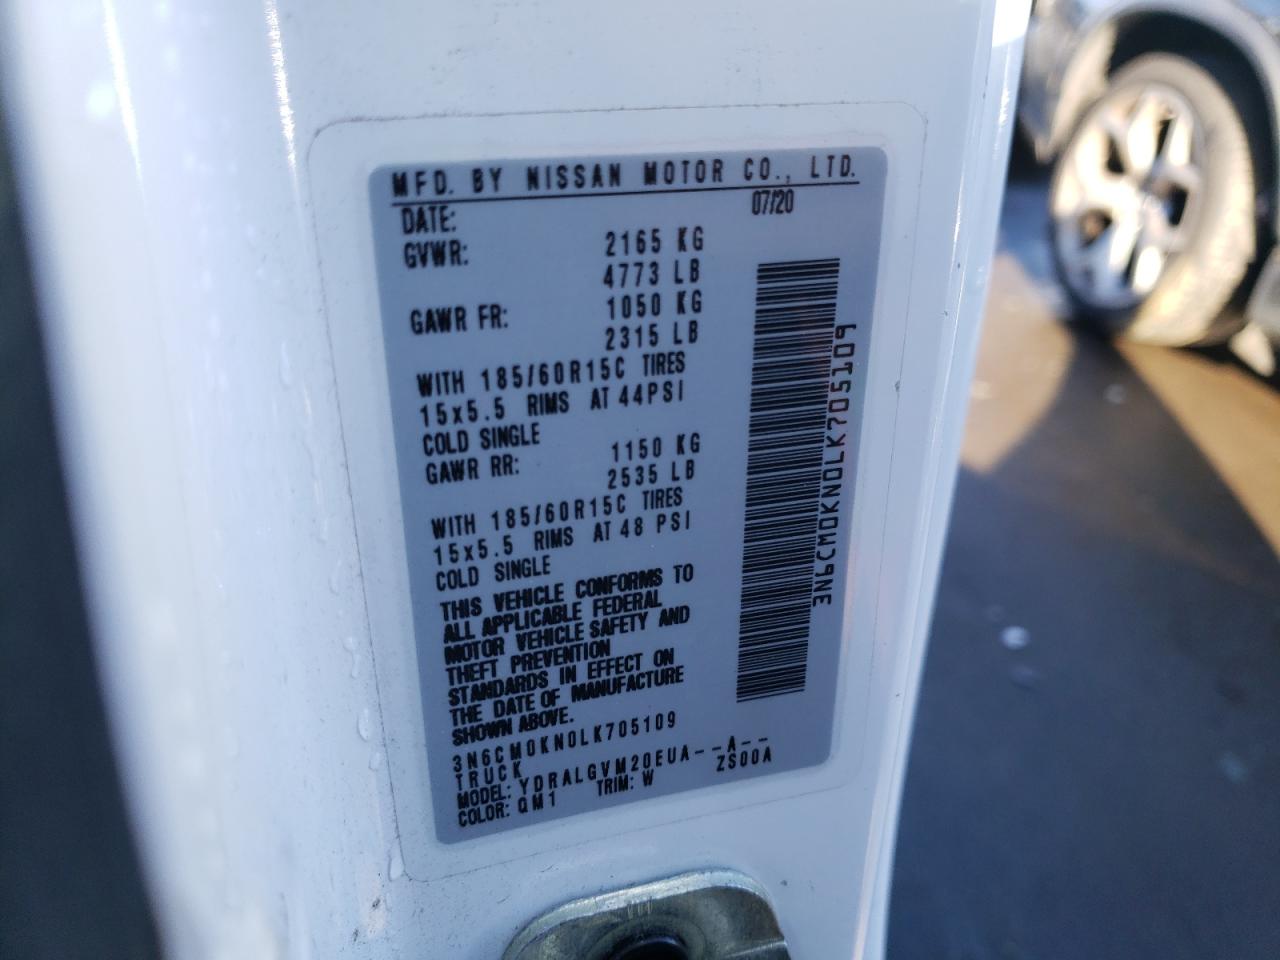 MFD. BY NISSAN MOTOR CO., LTD.
DATE: 07/20
GVWR: 2165 KG
4773 LB
GAWR FR: 1050 KG
2315 LB
WITH 185/60R15C TIRES
15x5.5 RIMS AT 44PSI
COLD SINGLE
GAWR RR: 1150 KG
2535 LB
WITH 185/60R15C TIRES
15x5.5 RIMS AT 48 PSI
COLD SINGLE
THIS VEHICLE CONFORMS TO
ALL APPLICABLE FEDERAL
MOTOR VEHICLE SAFETY AND
THEFT PREVENTION
STANDARDS IN EFFECT ON
THE DATE OF MANUFACTURE
SHOWN ABOVE.
3N6CM0KN0LK705109
TRUCK
MODEL: YDRALGVM20EUA--A--
COLOR: QM1 TRIM: W ZS00A
3N6CM0KN0LK705109